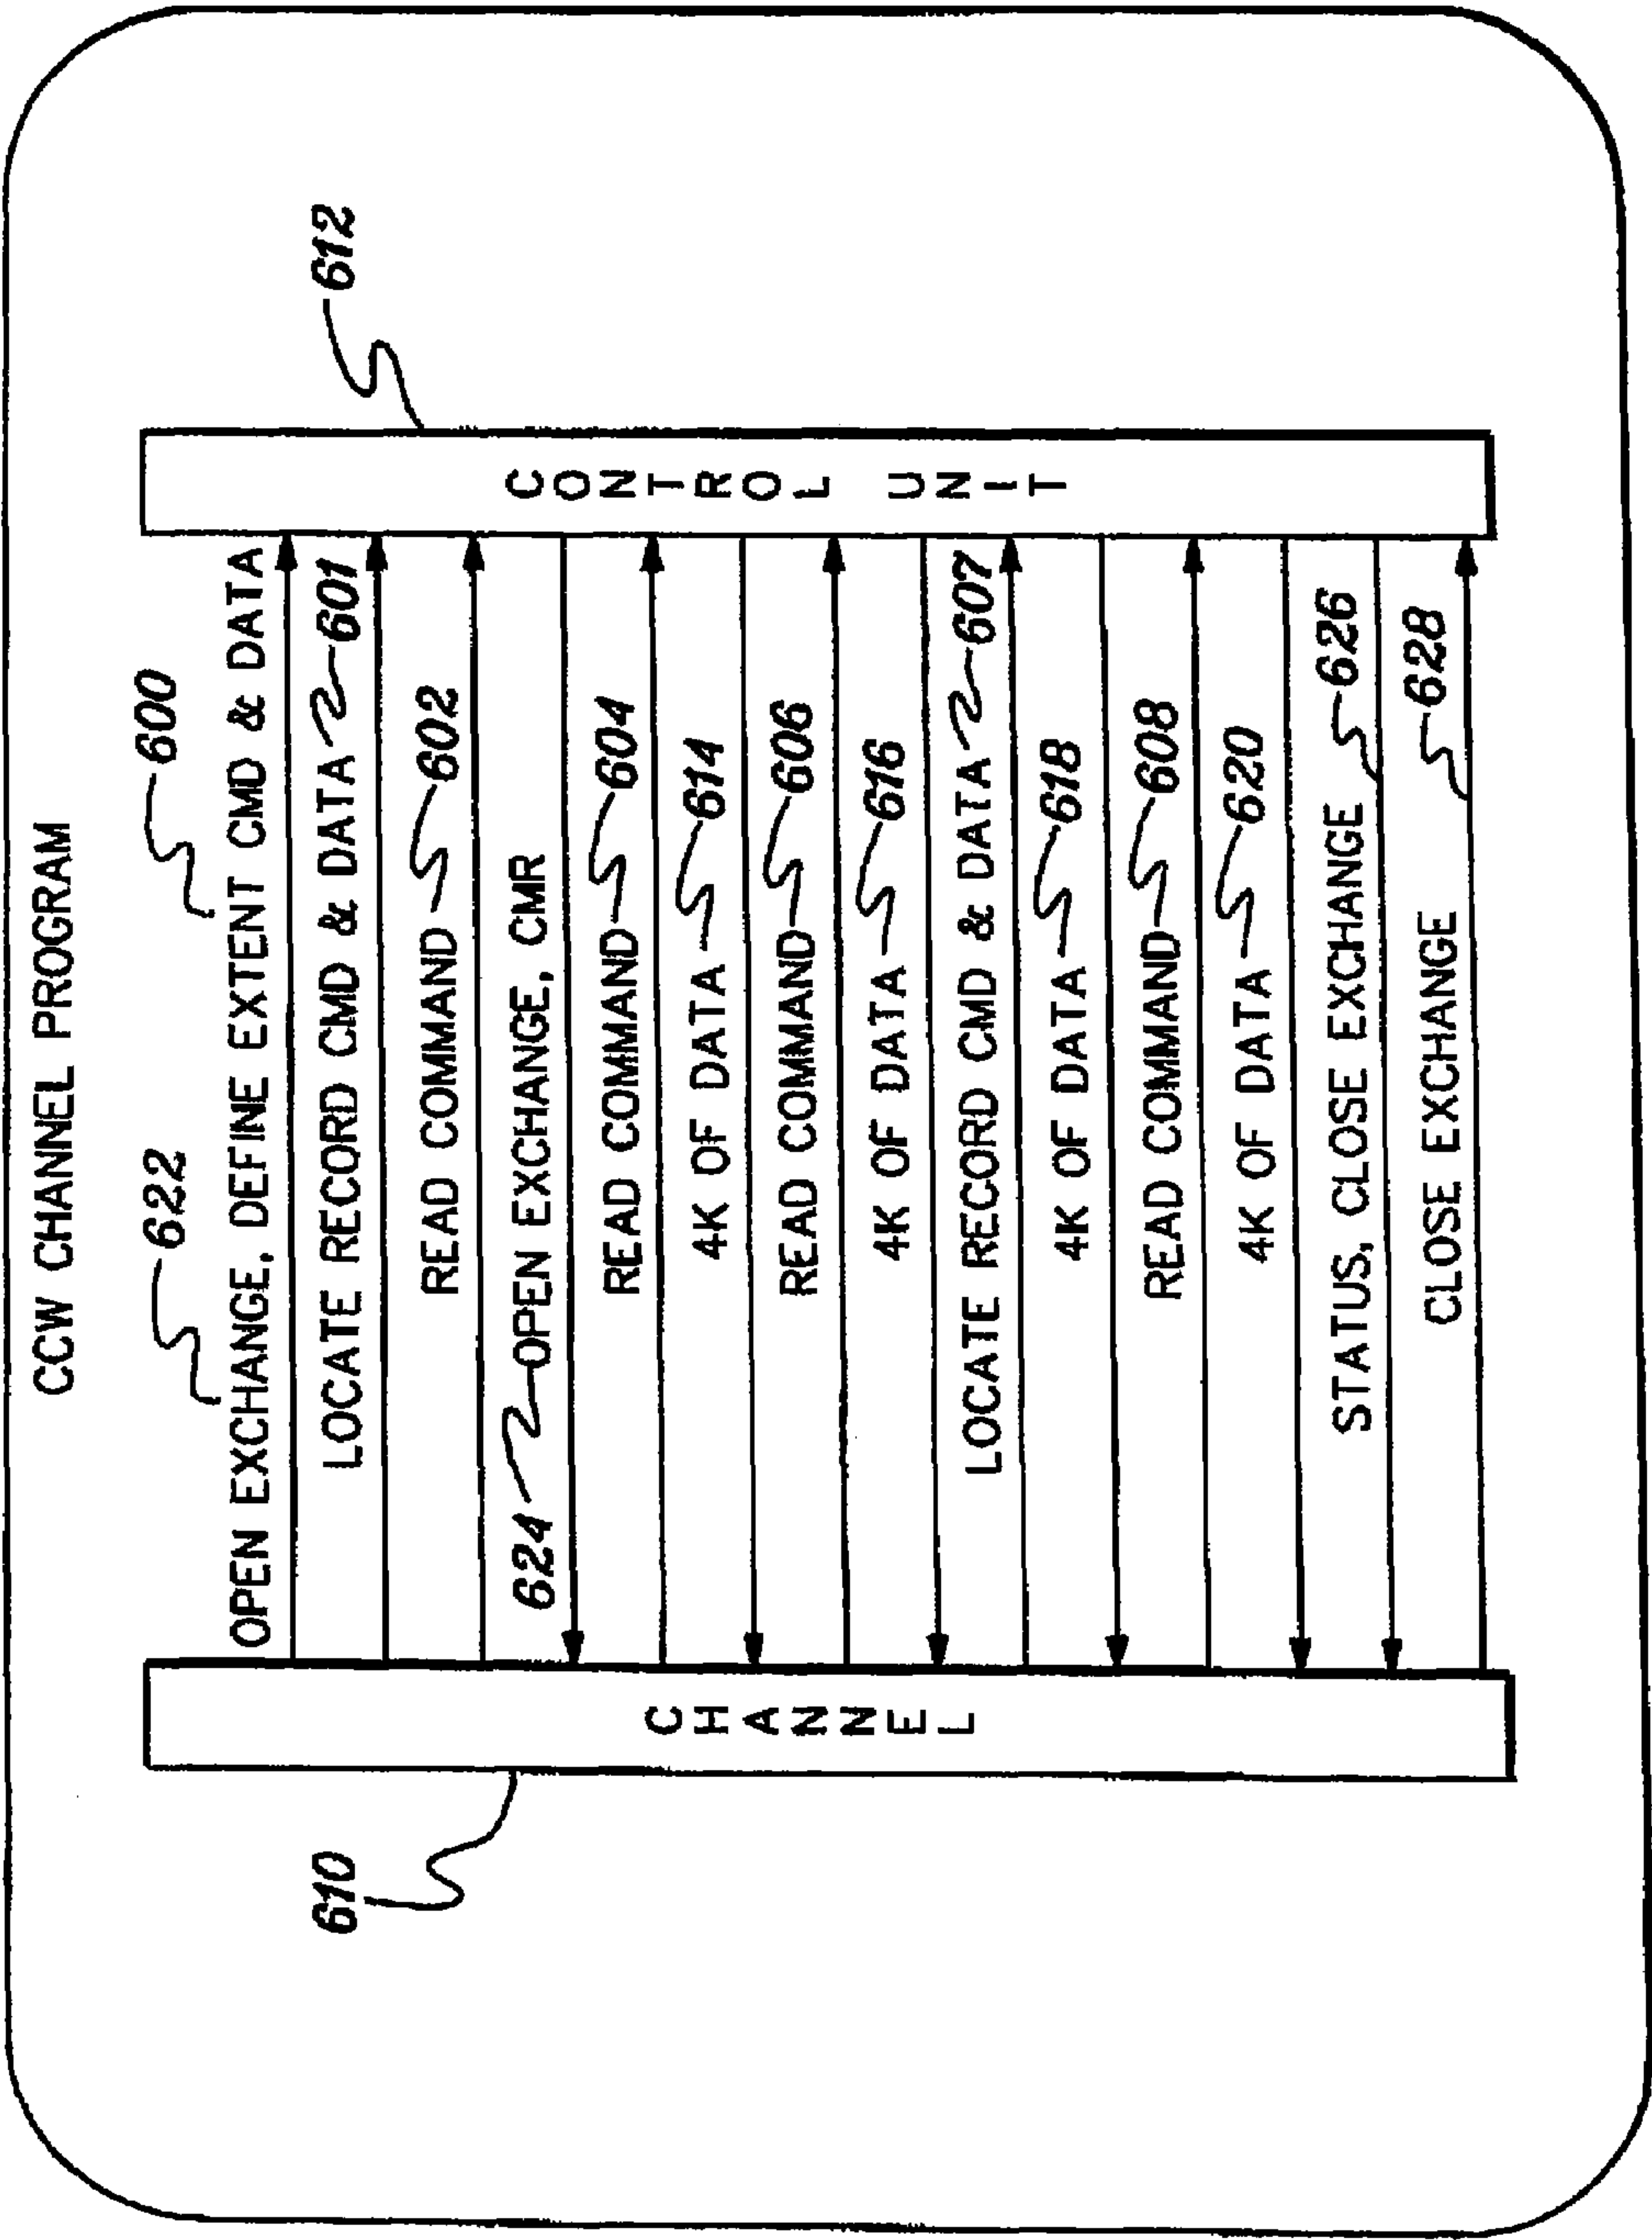 CCW CHANNEL PROGRAM
622 600
OPEN EXCHANGE, DEFINE EXTENT CMD & DATA
LOCATE RECORD CMD & DATA 601
READ COMMAND 602
624 OPEN EXCHANGE, CMR
READ COMMAND 604
4K OF DATA 614
READ COMMAND 606
4K OF DATA 616
LOCATE RECORD CMD & DATA 607
4K OF DATA 618
READ COMMAND 608
4K OF DATA 620
STATUS, CLOSE EXCHANGE 626
CLOSE EXCHANGE 628
610
CHANNEL
612
CONTROL UNIT